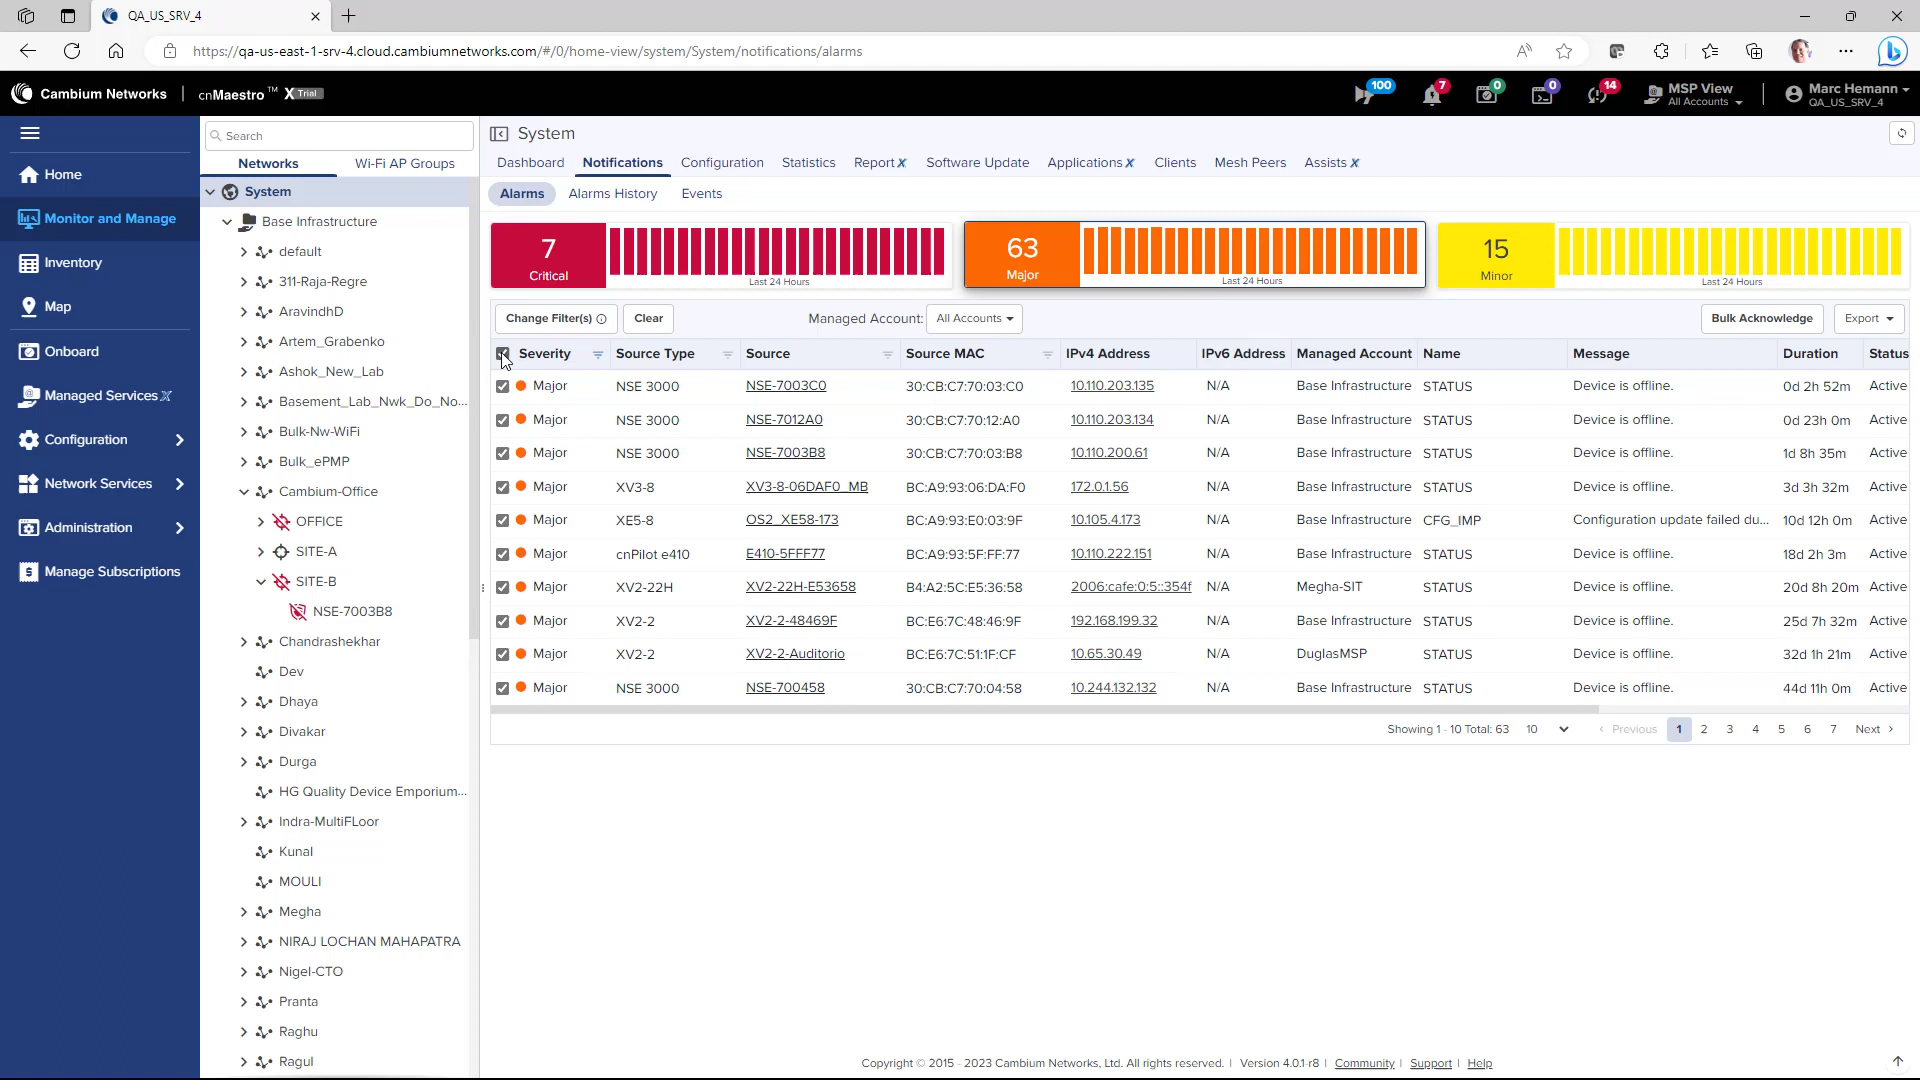 QA_US_SRV_4
https://qa-us-east-1-srv-4.cloud.cambiumnetworks.com/#/0/home-view/system/System/notifications/alarms
Cambium Networks | cnMaestro™ X Trial
100 7 0 0 14
MSP View
All Accounts
Marc Hemann
QA_US_SRV_4
Home
Monitor and Manage
Inventory
Map
Onboard
Managed Services X
Configuration
Network Services
Administration
Manage Subscriptions
Search
Networks Wi-Fi AP Groups
System
Base Infrastructure
default
311-Raja-Regre
AravindhD
Artem_Grabenko
Ashok_New_Lab
Basement_Lab_Nwk_Do_No...
Bulk-Nw-WiFi
Bulk_ePMP
Cambium-Office
OFFICE
SITE-A
SITE-B
NSE-7003B8
Chandrashekhar
Dev
Dhaya
Divakar
Durga
HG Quality Device Emporium...
Indra-MultiFLoor
Kunal
MOULI
Megha
NIRAJ LOCHAN MAHAPATRA
Nigel-CTO
Pranta
Raghu
Ragul
System
Dashboard Notifications Configuration Statistics Report X Software Update Applications X Clients Mesh Peers Assists X
Alarms Alarms History Events
7
Critical
Last 24 Hours
63
Major
Last 24 Hours
15
Minor
Last 24 Hours
Change Filter(s) Clear Managed Account: All Accounts Bulk Acknowledge Export
Severity Source Type Source Source MAC IPv4 Address IPv6 Address Managed Account Name Message Duration Status
Major NSE 3000 NSE-7003C0 30:CB:C7:70:03:C0 10.110.203.135 N/A Base Infrastructure STATUS Device is offline. 0d 2h 52m Active
Major NSE 3000 NSE-7012A0 30:CB:C7:70:12:A0 10.110.203.134 N/A Base Infrastructure STATUS Device is offline. 0d 23h 0m Active
Major NSE 3000 NSE-7003B8 30:CB:C7:70:03:B8 10.110.200.61 N/A Base Infrastructure STATUS Device is offline. 1d 8h 35m Active
Major XV3-8 XV3-8-06DAF0_MB BC:A9:93:06:DA:F0 172.0.1.56 N/A Base Infrastructure STATUS Device is offline. 3d 3h 32m Active
Major XE5-8 OS2_XE58-173 BC:A9:93:E0:03:9F 10.105.4.173 N/A Base Infrastructure CFG_IMP Configuration update failed du... 10d 12h 0m Active
Major cnPilot e410 E410-5FFF77 BC:A9:93:5F:FF:77 10.110.222.151 N/A Base Infrastructure STATUS Device is offline. 18d 2h 3m Active
Major XV2-22H XV2-22H-E53658 B4:A2:5C:E5:36:58 2006:cafe:0:5::354f N/A Megha-SIT STATUS Device is offline. 20d 8h 20m Active
Major XV2-2 XV2-2-48469F BC:E6:7C:48:46:9F 192.168.199.32 N/A Base Infrastructure STATUS Device is offline. 25d 7h 32m Active
Major XV2-2 XV2-2-Auditorio BC:E6:7C:51:1F:CF 10.65.30.49 N/A DuglasMSP STATUS Device is offline. 32d 1h 21m Active
Major NSE 3000 NSE-700458 30:CB:C7:70:04:58 10.244.132.132 N/A Base Infrastructure STATUS Device is offline. 44d 11h 0m Active
Showing 1 - 10 Total: 63 10 ‹ Previous 1 2 3 4 5 6 7 Next ›
Copyright © 2015 - 2023 Cambium Networks, Ltd. All rights reserved. | Version 4.0.1-r8 | Community | Support | Help